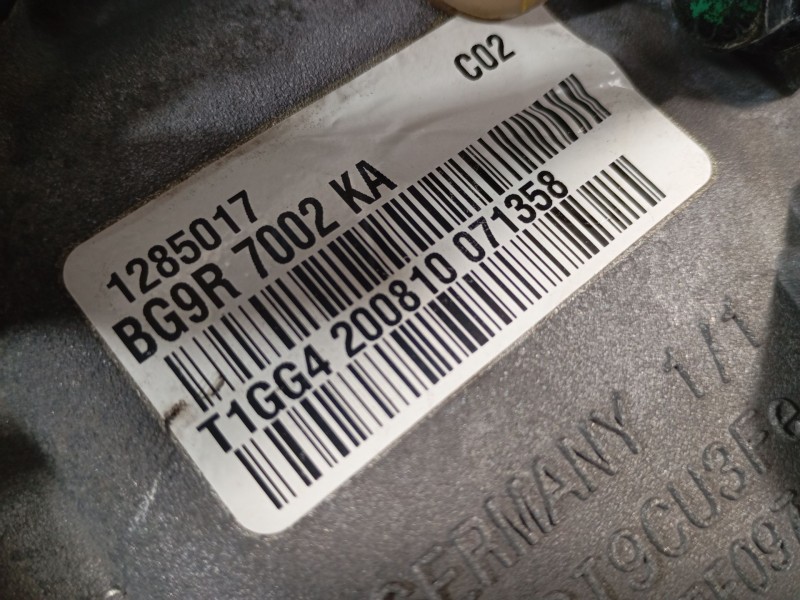 C02
1285017
BG9R 7002 KA
T1GG4 200810 071358
GERMANY 1/1